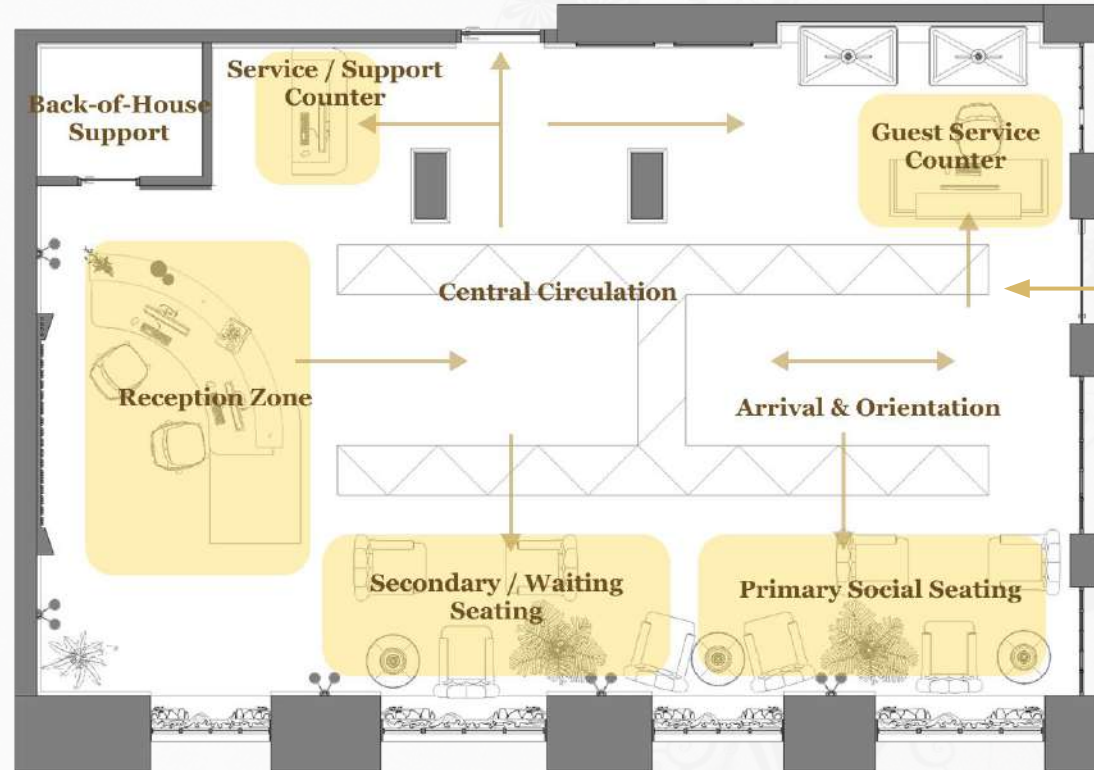 Service / Support
Counter
Back-of-House
Support
Guest Service
Counter
Central Circulation
Reception Zone
Arrival & Orientation
Secondary / Waiting
Seating
Primary Social Seating